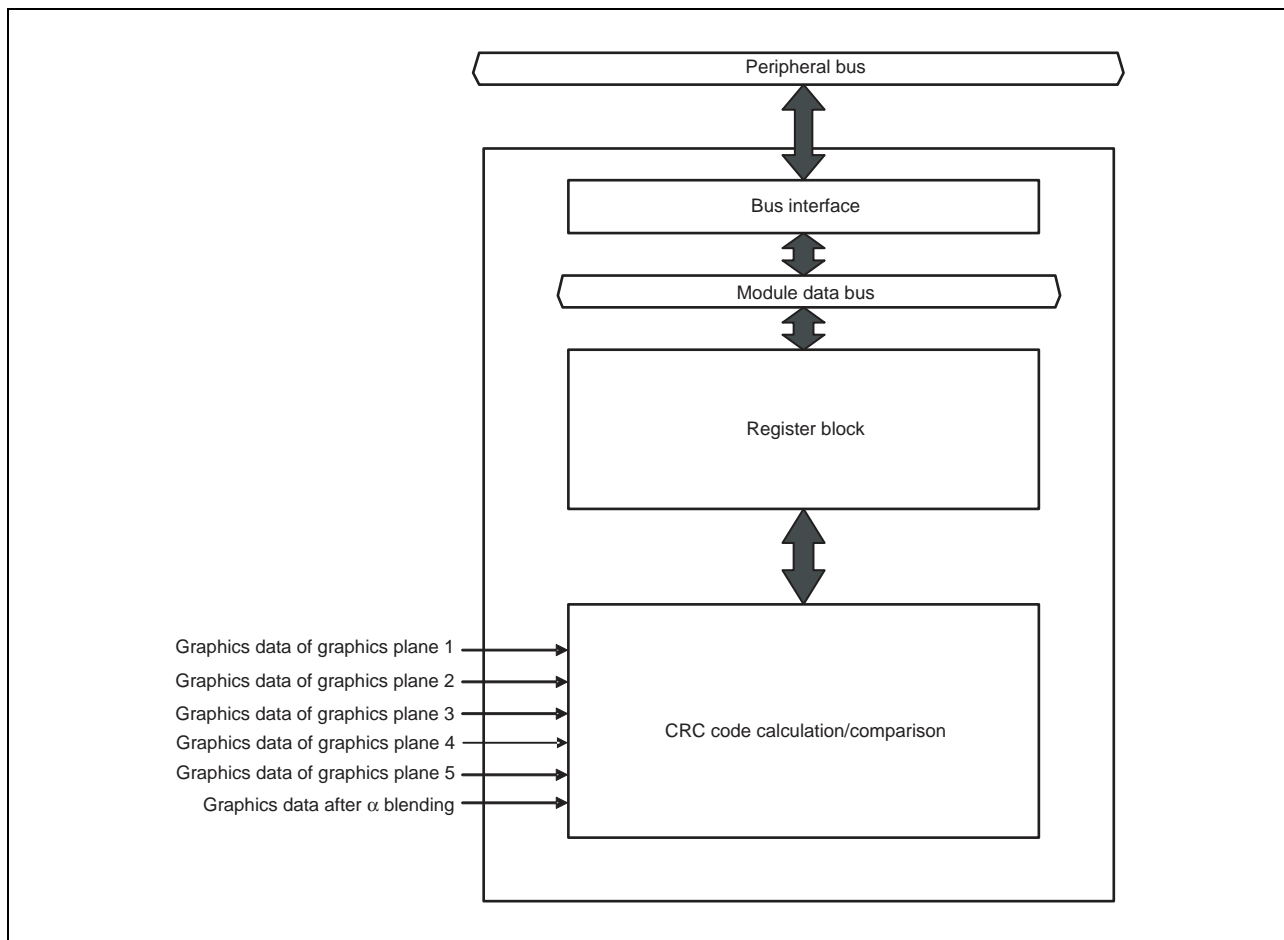 Peripheral bus
Bus interface
Module data bus
Register block
Graphics data of graphics plane 1
Graphics data of graphics plane 2
Graphics data of graphics plane 3
Graphics data of graphics plane 4
Graphics data of graphics plane 5
Graphics data after α blending
CRC code calculation/comparison